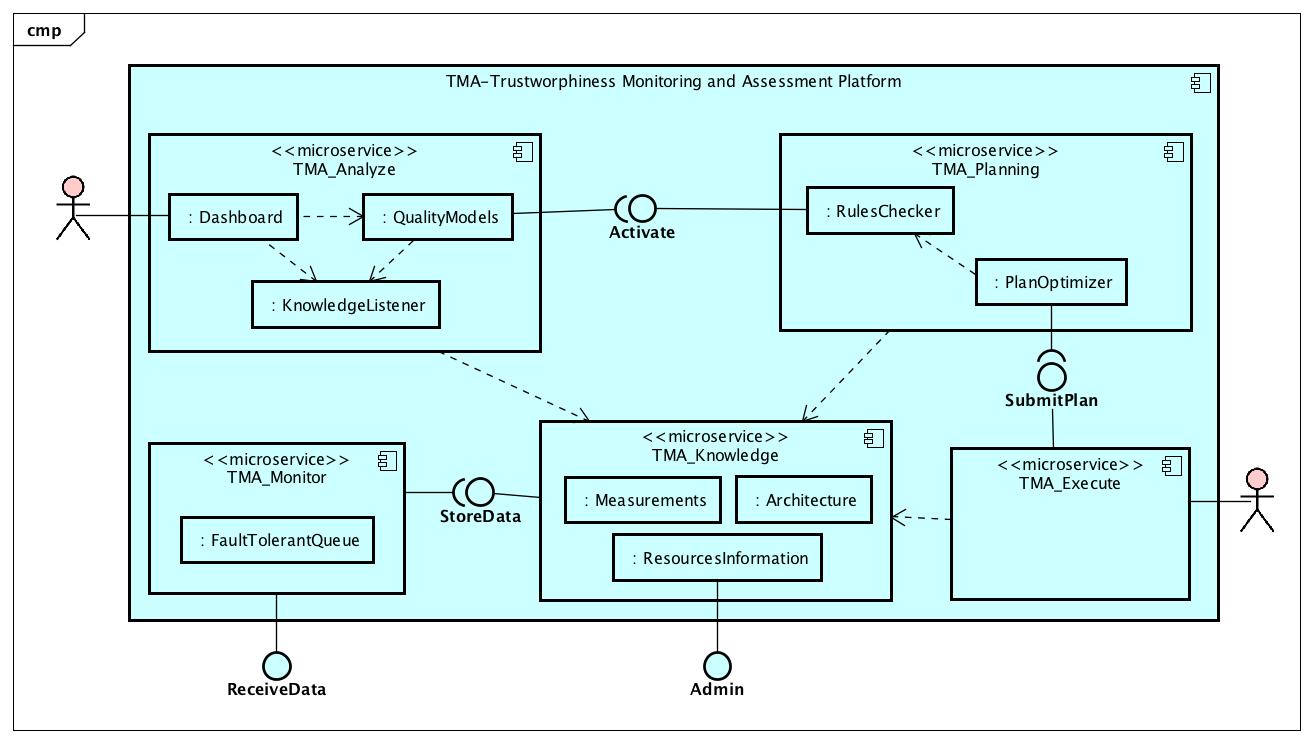 cmp
TMA-Trustworphiness Monitoring and Assessment Platform
<<microservice>>
TMA_Analyze
: Dashboard
: QualityModels
: KnowledgeListener
Activate
<<microservice>>
TMA_Planning
: RulesChecker
: PlanOptimizer
SubmitPlan
<<microservice>>
TMA_Monitor
: FaultTolerantQueue
StoreData
<<microservice>>
TMA_Knowledge
: Measurements
: Architecture
: ResourcesInformation
<<microservice>>
TMA_Execute
ReceiveData
Admin